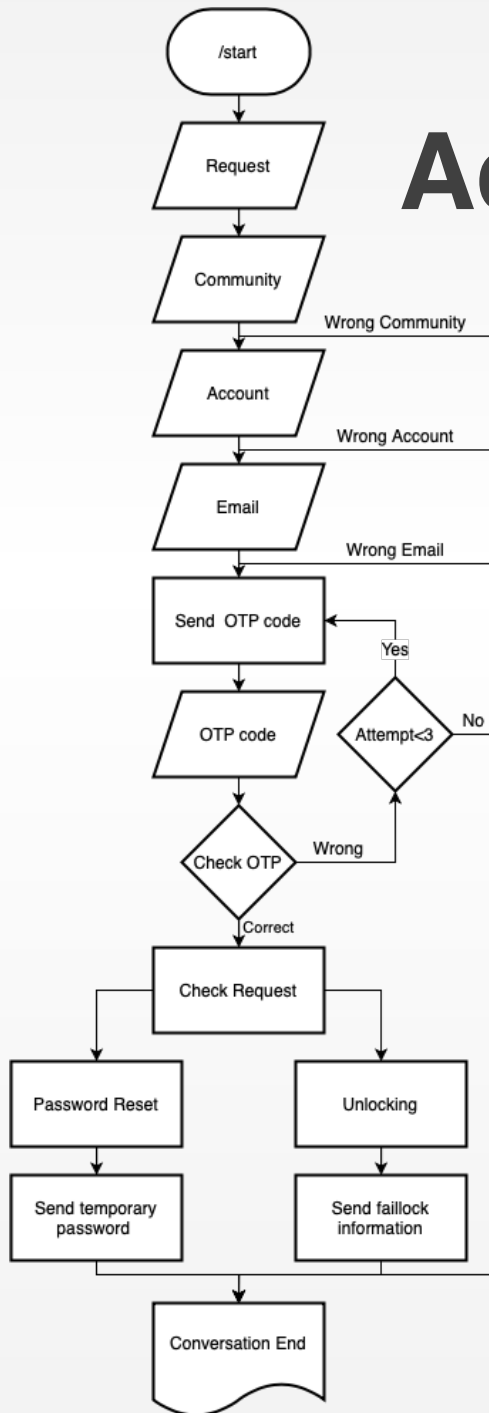 /start
Request
Ac
Community
Wrong Community
Account
Wrong Account
Email
Wrong Email
Send OTP code
Yes
OTP code
Attempt<3
No
Check OTP
Wrong
Correct
Check Request
Password Reset
Unlocking
Send temporary
password
Send faillock
information
Conversation End